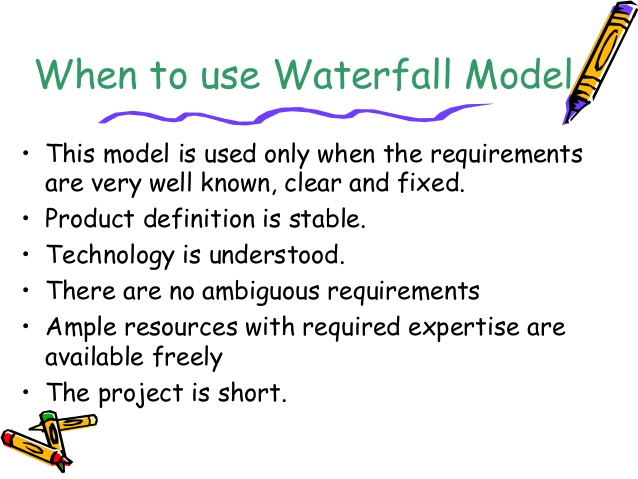 When to use Waterfall Model
• This model is used only when the requirements
are very well known, clear and fixed.
• Product definition is stable.
• Technology is understood.
• There are no ambiguous requirements
• Ample resources with required expertise are
available freely
• The project is short.